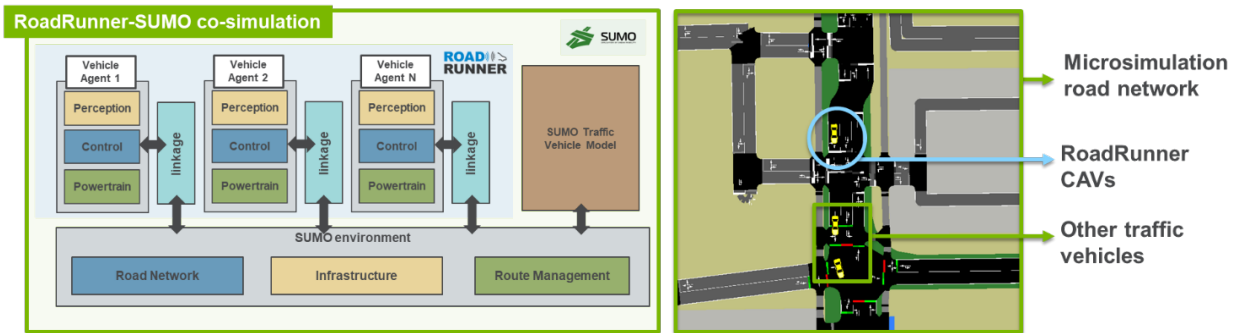 RoadRunner-SUMO co-simulation
SUMO
ROAD
RUNNER
Vehicle
Agent 1
Vehicle
Agent 2
Vehicle
Agent N
Perception
Control
Powertrain
linkage
Perception
Control
Powertrain
linkage
Perception
Control
Powertrain
linkage
SUMO Traffic
Vehicle Model
SUMO environment
Road Network
Infrastructure
Route Management
Microsimulation
road network
RoadRunner
CAVs
Other traffic
vehicles